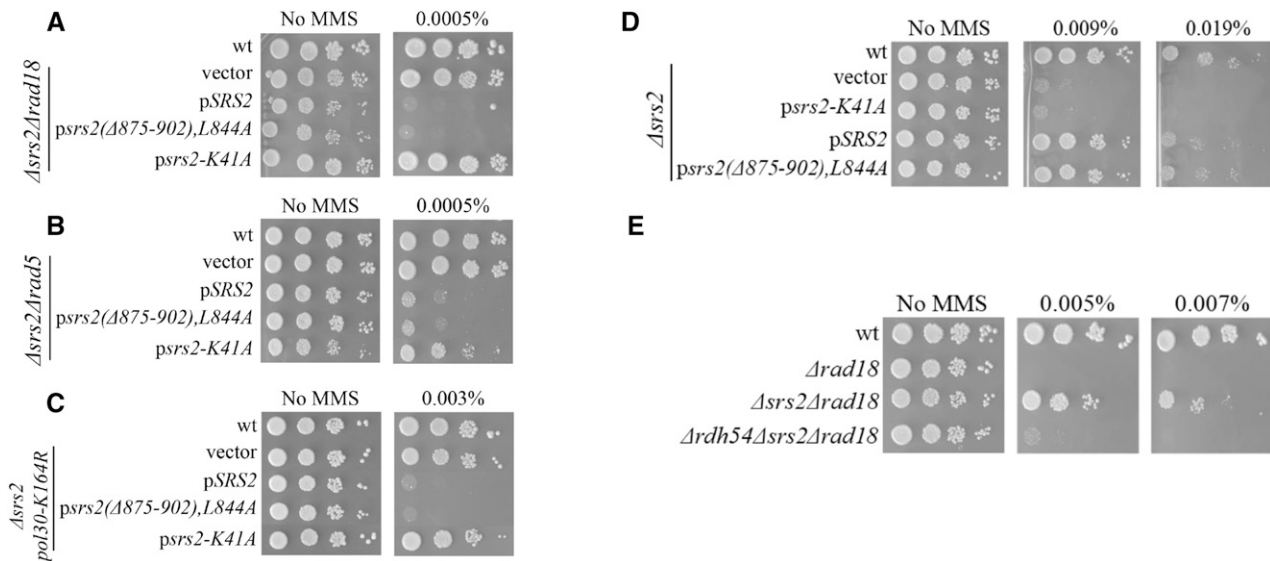 A
No MMS 0.0005%
wt
vector
pSRS2
psrs2(Δ875-902),L844A
psrs2-K41A
Δsrs2Δrad18
B
No MMS 0.0005%
wt
vector
pSRS2
psrs2(Δ875-902),L844A
psrs2-K41A
Δsrs2Δrad5
C
No MMS 0.003%
wt
vector
pSRS2
psrs2(Δ875-902),L844A
psrs2-K41A
Δsrs2
pol30-K164R
D
No MMS 0.009% 0.019%
wt
vector
psrs2-K41A
pSRS2
psrs2(Δ875-902),L844A
Δsrs2
E
No MMS 0.005% 0.007%
wt
Δrad18
Δsrs2Δrad18
Δrdh54Δsrs2Δrad18